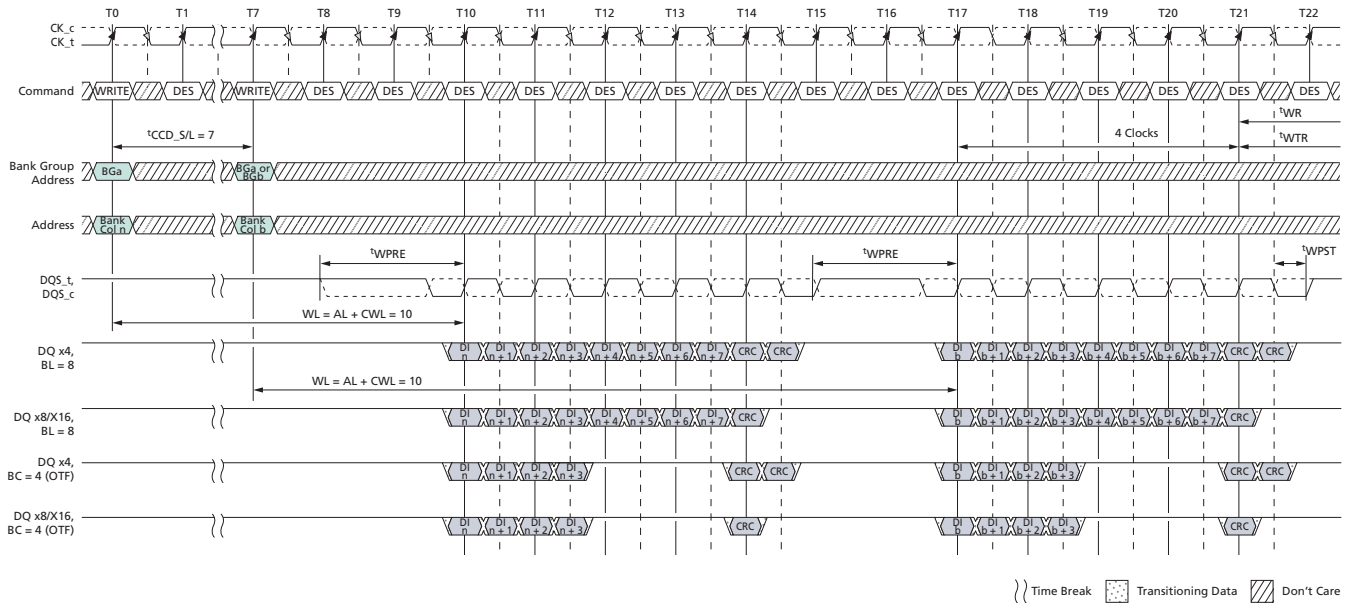 T0 T1 T7 T8 T9 T10 T11 T12 T13 T14 T15 T16 T17 T18 T19 T20 T21 T22
CK_c
CK_t
Command WRITE DES WRITE DES DES DES DES DES DES DES DES DES DES DES DES DES DES DES
tWR
tCCD_S/L = 7
4 Clocks
tWTR
Bank Group
Address
BGa
BGa or
BGb
Address
Bank
Col n
Bank
Col b
tWPRE tWPRE tWPST
DQS_t,
DQS_c
WL = AL + CWL = 10
DQ x4,
BL = 8
DI n DI n + 1 DI n + 2 DI n + 3 DI n + 4 DI n + 5 DI n + 6 DI n + 7 CRC CRC DI b DI b + 1 DI b + 2 DI b + 3 DI b + 4 DI b + 5 DI b + 6 DI b + 7 CRC CRC
WL = AL + CWL = 10
DQ x8/X16,
BL = 8
DI n DI n + 1 DI n + 2 DI n + 3 DI n + 4 DI n + 5 DI n + 6 DI n + 7 CRC DI b DI b + 1 DI b + 2 DI b + 3 DI b + 4 DI b + 5 DI b + 6 DI b + 7 CRC
DQ x4,
BC = 4 (OTF)
DI n DI n + 1 DI n + 2 DI n + 3 CRC CRC DI b DI b + 1 DI b + 2 DI b + 3 CRC CRC
DQ x8/X16,
BC = 4 (OTF)
DI n DI n + 1 DI n + 2 DI n + 3 CRC DI b DI b + 1 DI b + 2 DI b + 3 CRC
Time Break Transitioning Data Don't Care